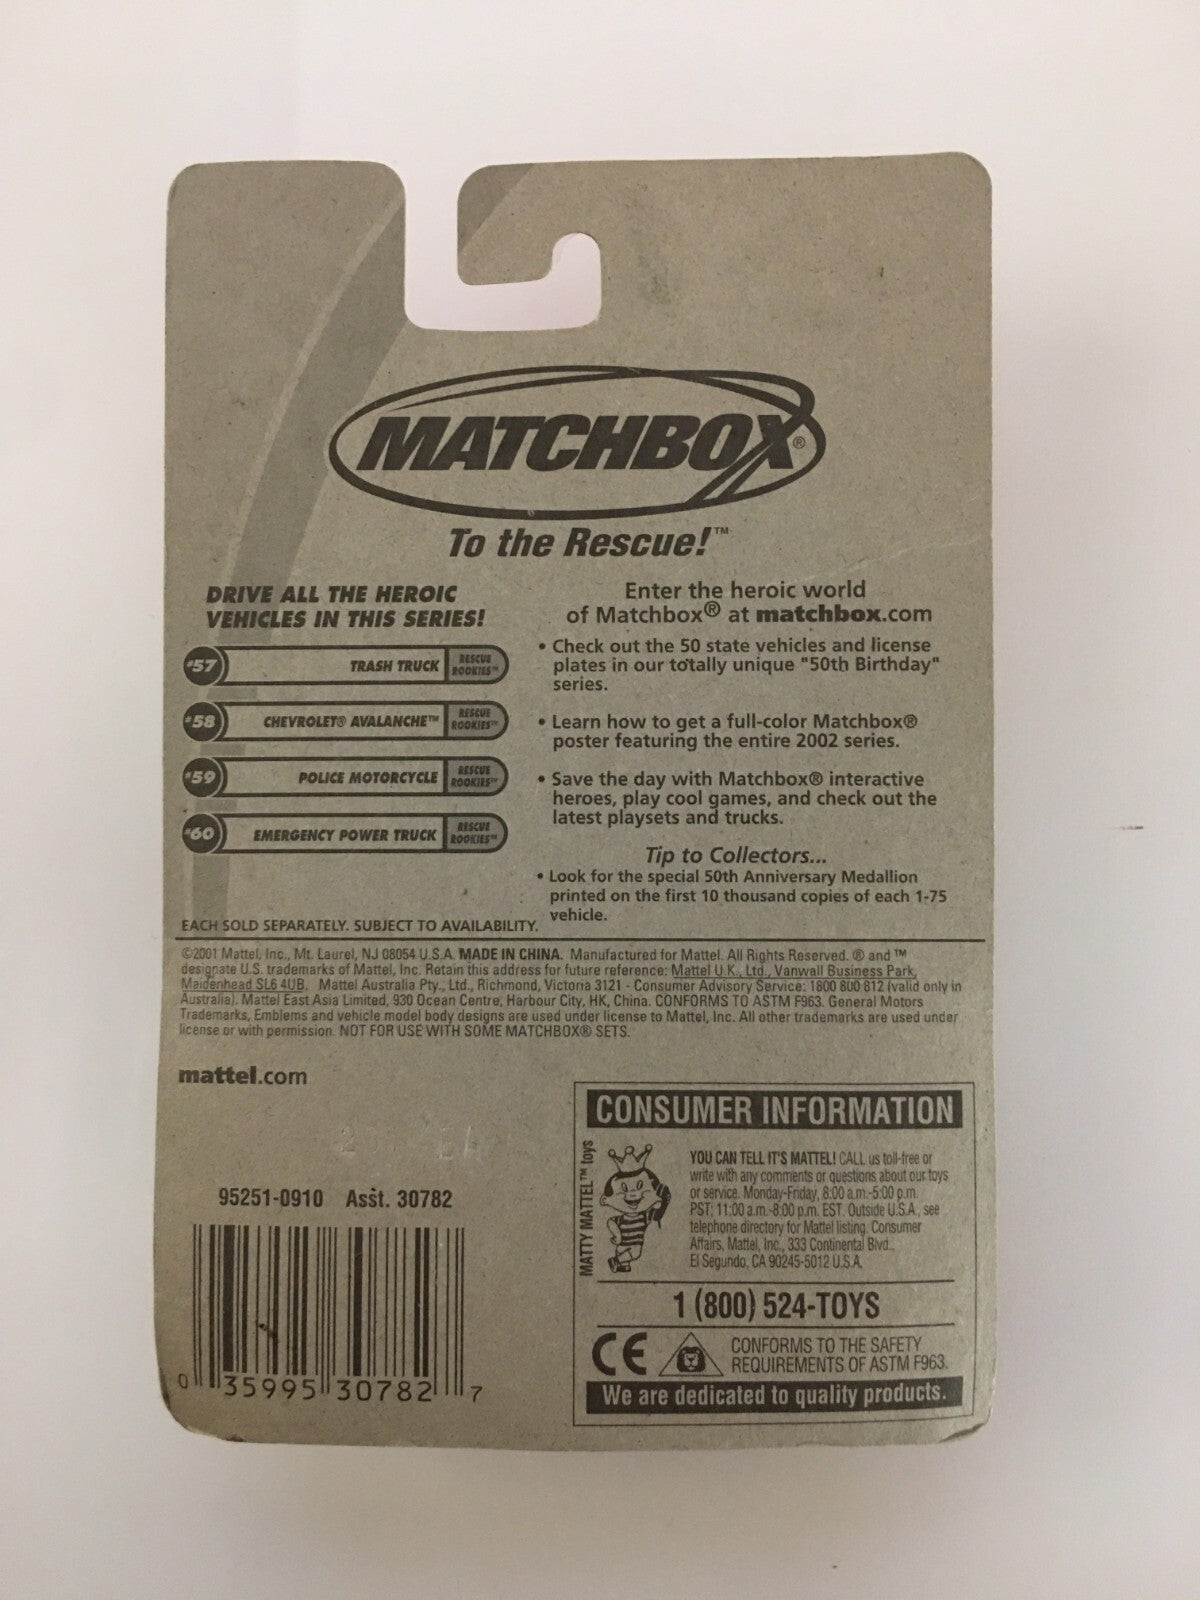 MATCHBOX®
To the Rescue!™
DRIVE ALL THE HEROIC
VEHICLES IN THIS SERIES!
#57 TRASH TRUCK RESCUE ROOKIES™
#58 CHEVROLET® AVALANCHE™ RESCUE ROOKIES™
#59 POLICE MOTORCYCLE RESCUE ROOKIES™
#60 EMERGENCY POWER TRUCK RESCUE ROOKIES™
EACH SOLD SEPARATELY. SUBJECT TO AVAILABILITY.
Enter the heroic world
of Matchbox® at matchbox.com
• Check out the 50 state vehicles and license
plates in our totally unique "50th Birthday"
series.
• Learn how to get a full-color Matchbox®
poster featuring the entire 2002 series.
• Save the day with Matchbox® interactive
heroes, play cool games, and check out the
latest playsets and trucks.
Tip to Collectors...
• Look for the special 50th Anniversary Medallion
printed on the first 10 thousand copies of each 1-75
vehicle.
©2001 Mattel, Inc., Mt. Laurel, NJ 08054 U.S.A. MADE IN CHINA. Manufactured for Mattel. All Rights Reserved. ® and ™
designate U.S. trademarks of Mattel, Inc. Retain this address for future reference: Mattel U.K., Ltd., Vanwall Business Park,
Maidenhead SL6 4UB. Mattel Australia Pty., Ltd., Richmond, Victoria 3121 - Consumer Advisory Service: 1800 800 812 (valid only in
Australia). Mattel East Asia Limited, 930 Ocean Centre, Harbour City, HK, China. CONFORMS TO ASTM F963. General Motors
Trademarks, Emblems and vehicle model body designs are used under license to Mattel, Inc. All other trademarks are used under
license or with permission. NOT FOR USE WITH SOME MATCHBOX® SETS.
mattel.com
95251-0910 Asst. 30782
0 35995 30782 7
CONSUMER INFORMATION
MATTY MATTEL™ toys
YOU CAN TELL IT'S MATTEL! CALL us toll-free or
write with any comments or questions about our toys
or service. Monday-Friday, 8:00 a.m.-5:00 p.m.
PST; 11:00 a.m.-8:00 p.m. EST. Outside U.S.A., see
telephone directory for Mattel listing. Consumer
Affairs, Mattel, Inc., 333 Continental Blvd.,
El Segundo, CA 90245-5012 U.S.A.
1 (800) 524-TOYS
CE
CONFORMS TO THE SAFETY
REQUIREMENTS OF ASTM F963.
We are dedicated to quality products.